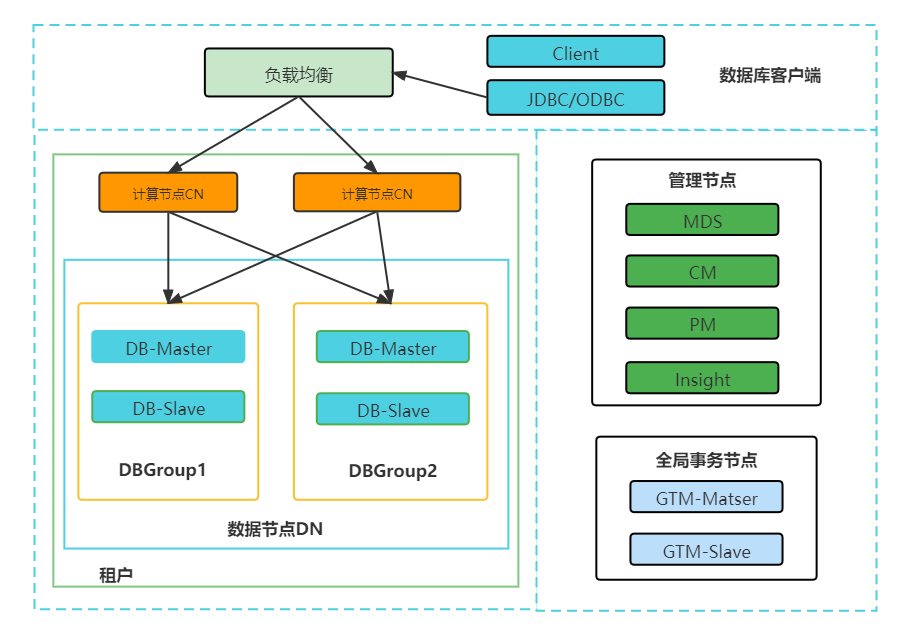 负载均衡
Client
JDBC/ODBC
数据库客户端
计算节点CN
计算节点CN
DB-Master
DB-Slave
DBGroup1
DB-Master
DB-Slave
DBGroup2
数据节点DN
租户
管理节点
MDS
CM
PM
Insight
全局事务节点
GTM-Matser
GTM-Slave